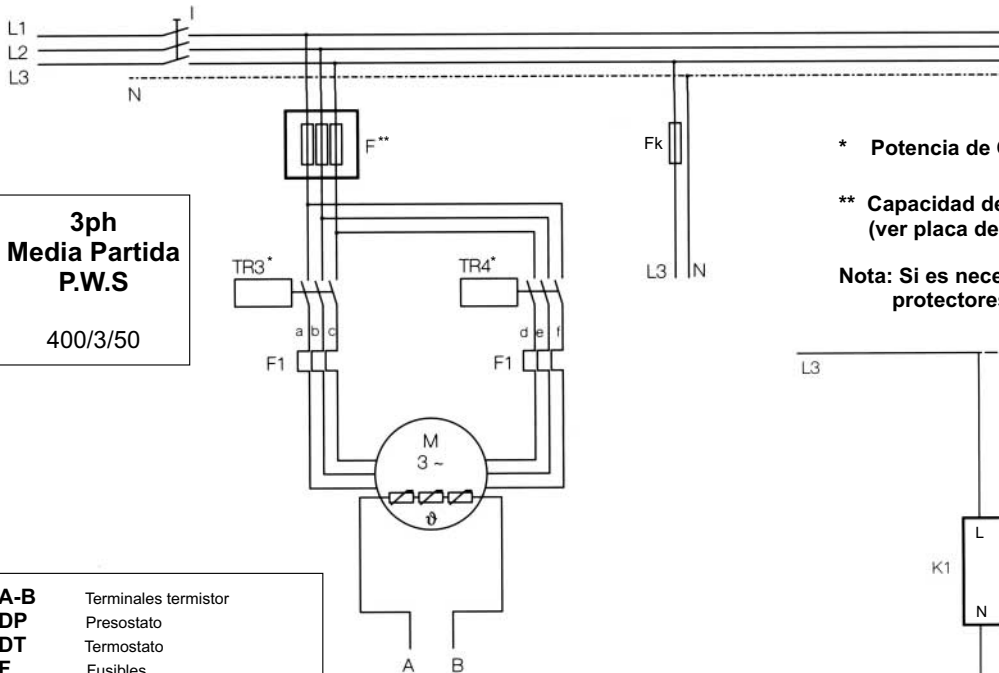 I
L1
L2
L3
N
F**
Fk
* Potencia de
** Capacidad de
(ver placa de
Nota: Si es nece
protectores
3ph
Media Partida
P.W.S
400/3/50
TR3*
TR4*
L3 N
a b c
d e f
F1
F1
L3
M
3 ~
ϑ
L
K1
N
A-B Terminales termistor
DP Presostato
DT Termostato
F Fusibles
A B